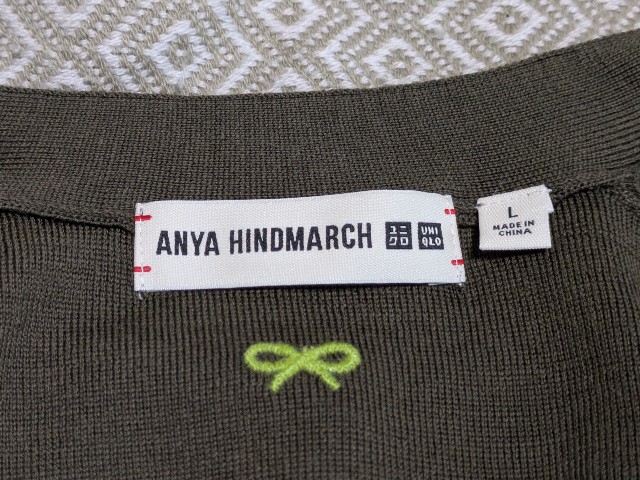 ANYA HINDMARCH
ユニ
クロ
UNI
QLO
L
MADE IN
CHINA